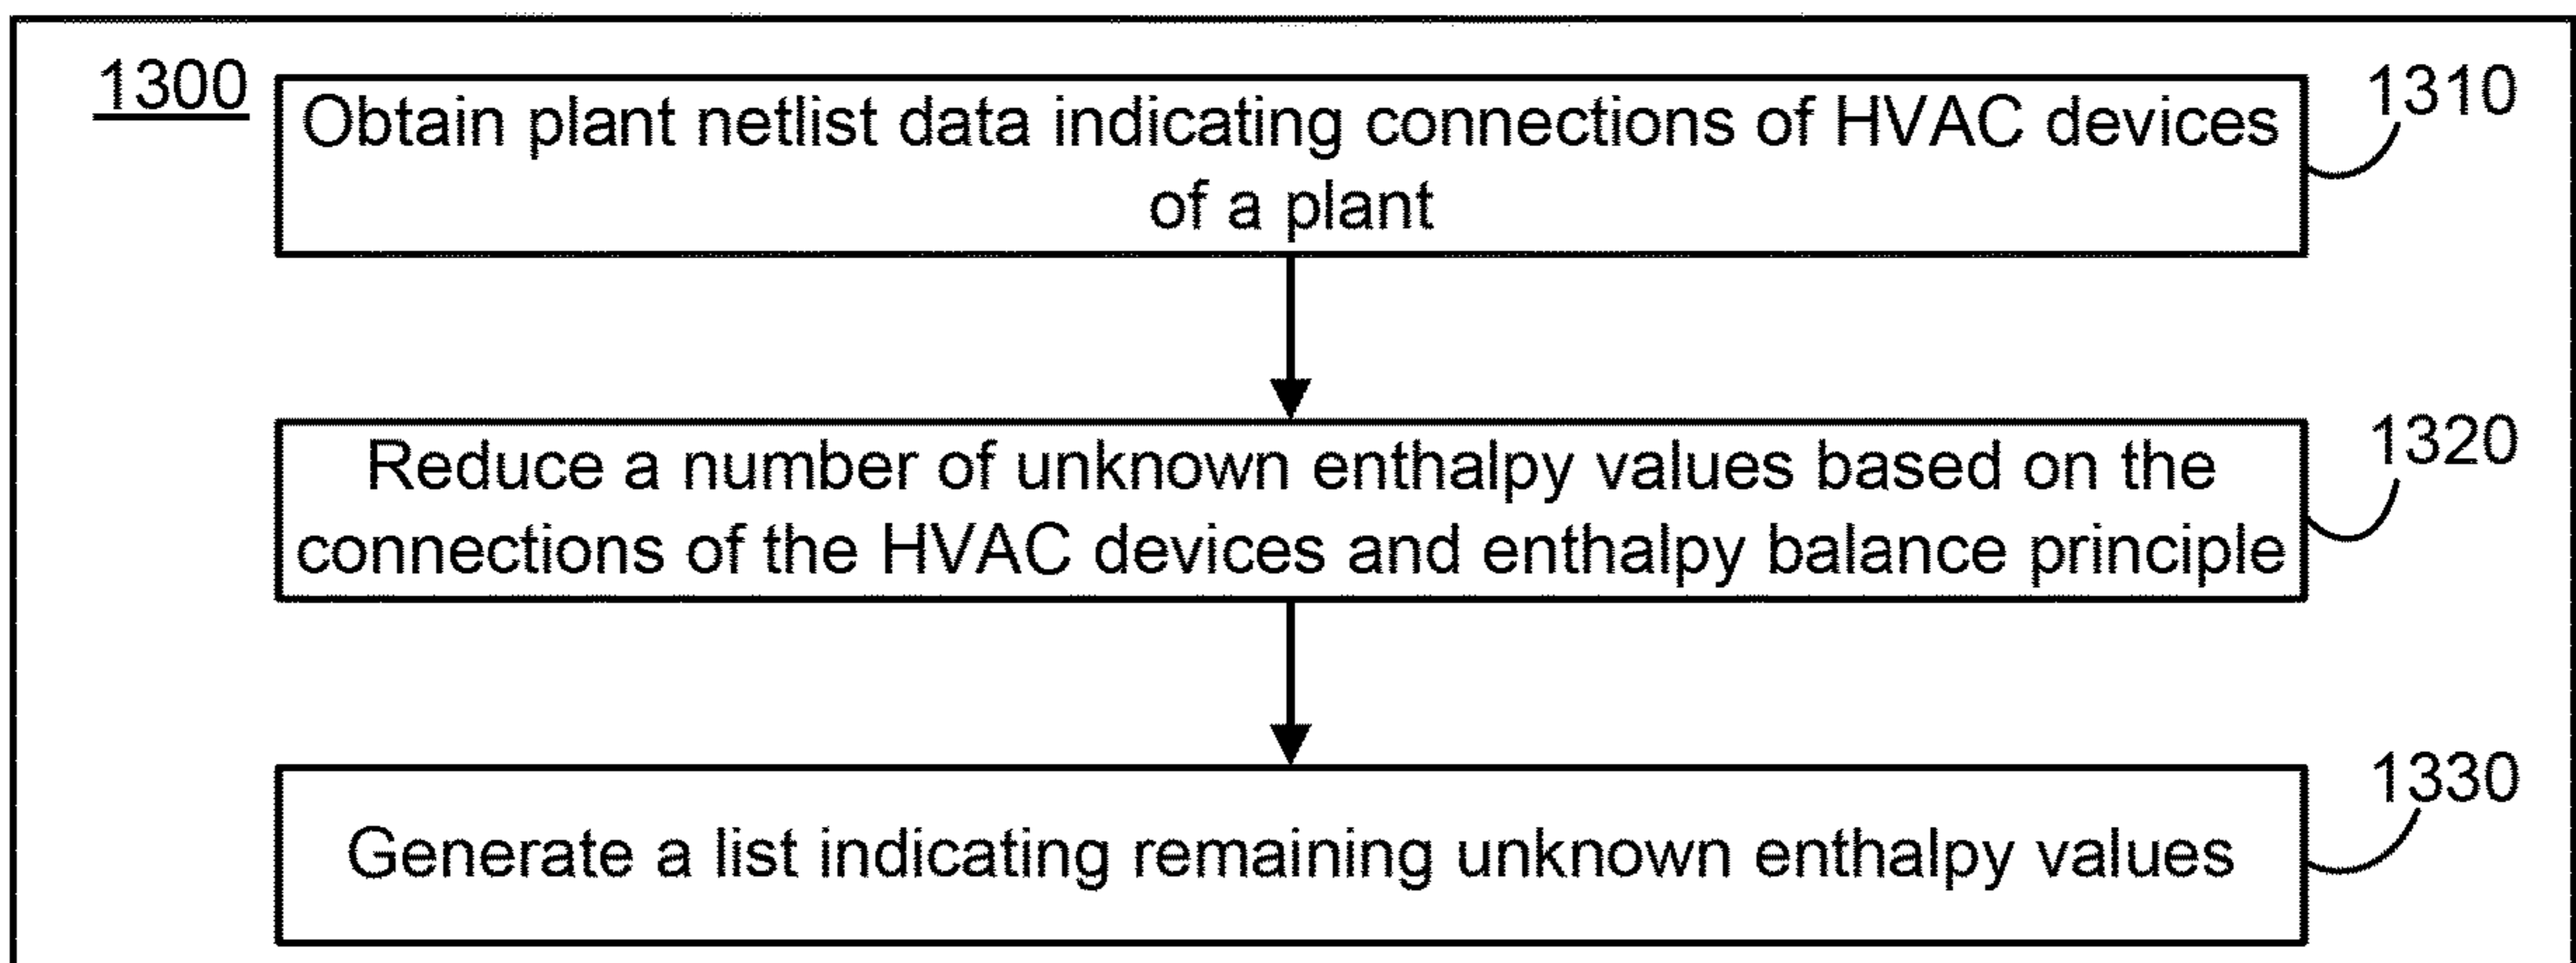 1300
1310
Obtain plant netlist data indicating connections of HVAC devices
of a plant
1320
Reduce a number of unknown enthalpy values based on the
connections of the HVAC devices and enthalpy balance principle
1330
Generate a list indicating remaining unknown enthalpy values